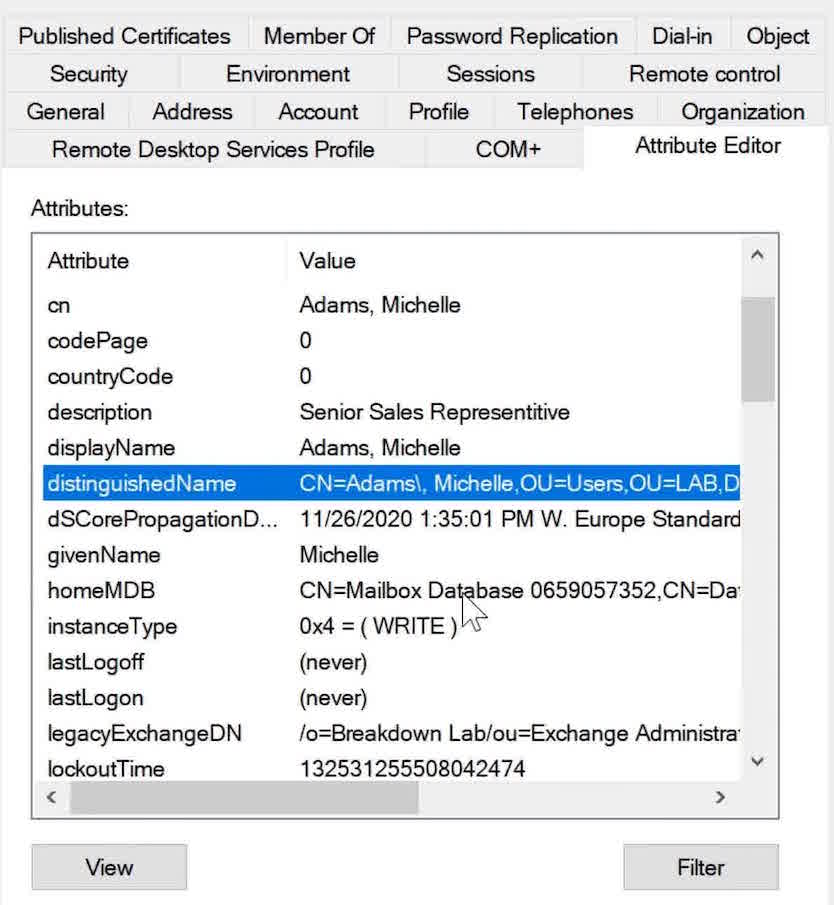 Published Certificates Member Of Password Replication Dial-in Object
Security Environment Sessions Remote control
General Address Account Profile Telephones Organization
Remote Desktop Services Profile COM+ Attribute Editor
Attributes:
Attribute Value
cn Adams, Michelle
codePage 0
countryCode 0
description Senior Sales Representitive
displayName Adams, Michelle
distinguishedName CN=Adams\, Michelle,OU=Users,OU=LAB,D
dSCorePropagationD... 11/26/2020 1:35:01 PM W. Europe Standard
givenName Michelle
homeMDB CN=Mailbox Database 0659057352,CN=Dat
instanceType 0x4 = ( WRITE )
lastLogoff (never)
lastLogon (never)
legacyExchangeDN /o=Breakdown Lab/ou=Exchange Administrat
lockoutTime 132531255508042474
View Filter